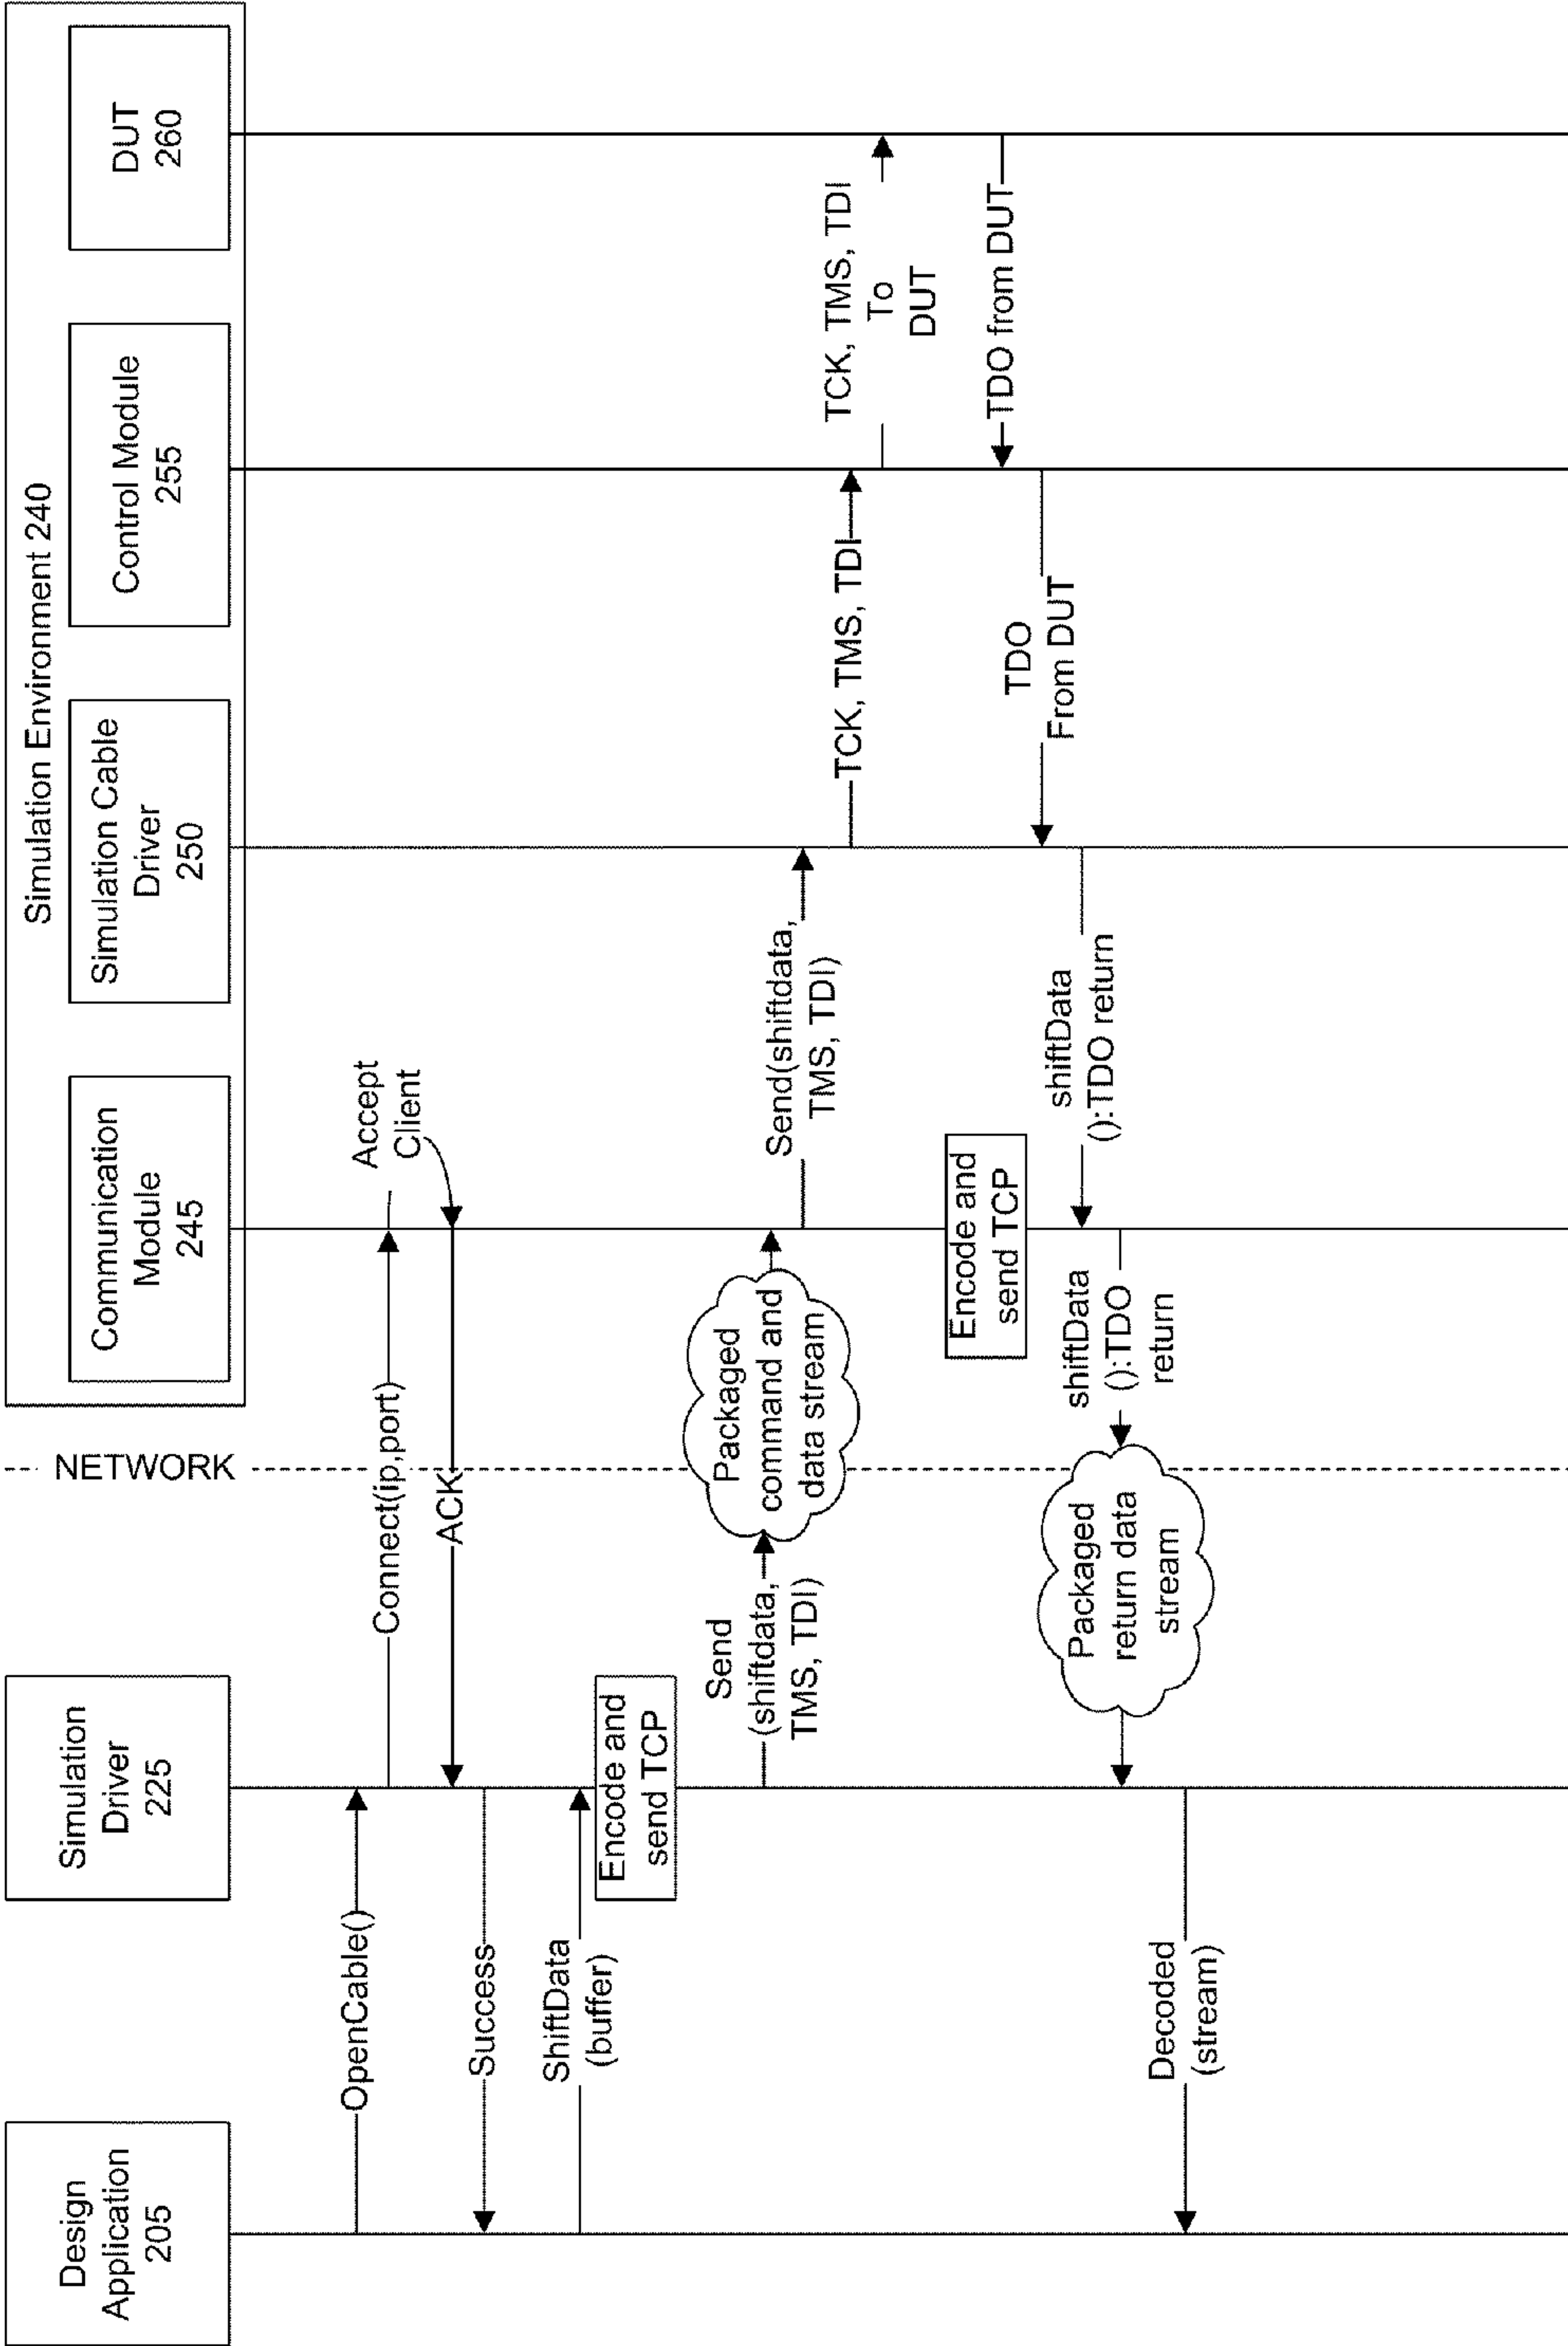 Design
Application
205
Simulation
Driver
225
NETWORK
Simulation Environment 240
Communication
Module
245
Simulation Cable
Driver
250
Control Module
255
DUT
260
OpenCable()
Connect(ip,port)
Accept
Client
ACK
Success
ShiftData
(buffer)
Encode and
send TCP
Send
(shiftdata,
TMS, TDI)
Packaged
command and
data stream
Send(shiftdata,
TMS, TDI)
TCK, TMS, TDI
TCK, TMS, TDI
To
DUT
TDO from DUT
TDO
From DUT
shiftData
():TDO return
Encode and
send TCP
shiftData
():TDO
return
Packaged
return data
stream
Decoded
(stream)